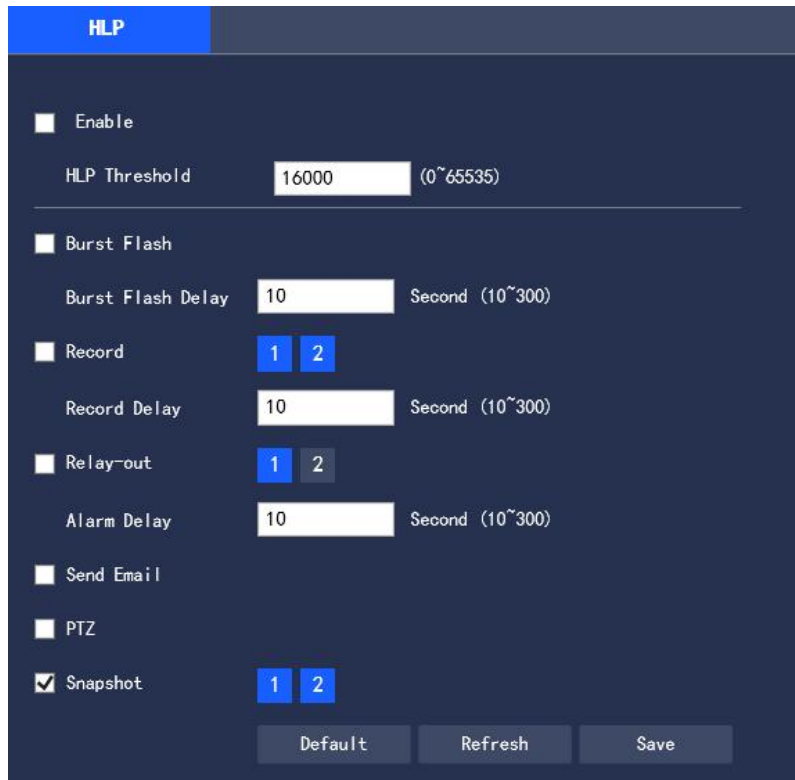 HLP
Enable
HLP Threshold 16000 (0~65535)
Burst Flash
Burst Flash Delay 10 Second (10~300)
Record 1 2
Record Delay 10 Second (10~300)
Relay-out 1 2
Alarm Delay 10 Second (10~300)
Send Email
PTZ
Snapshot 1 2
Default Refresh Save